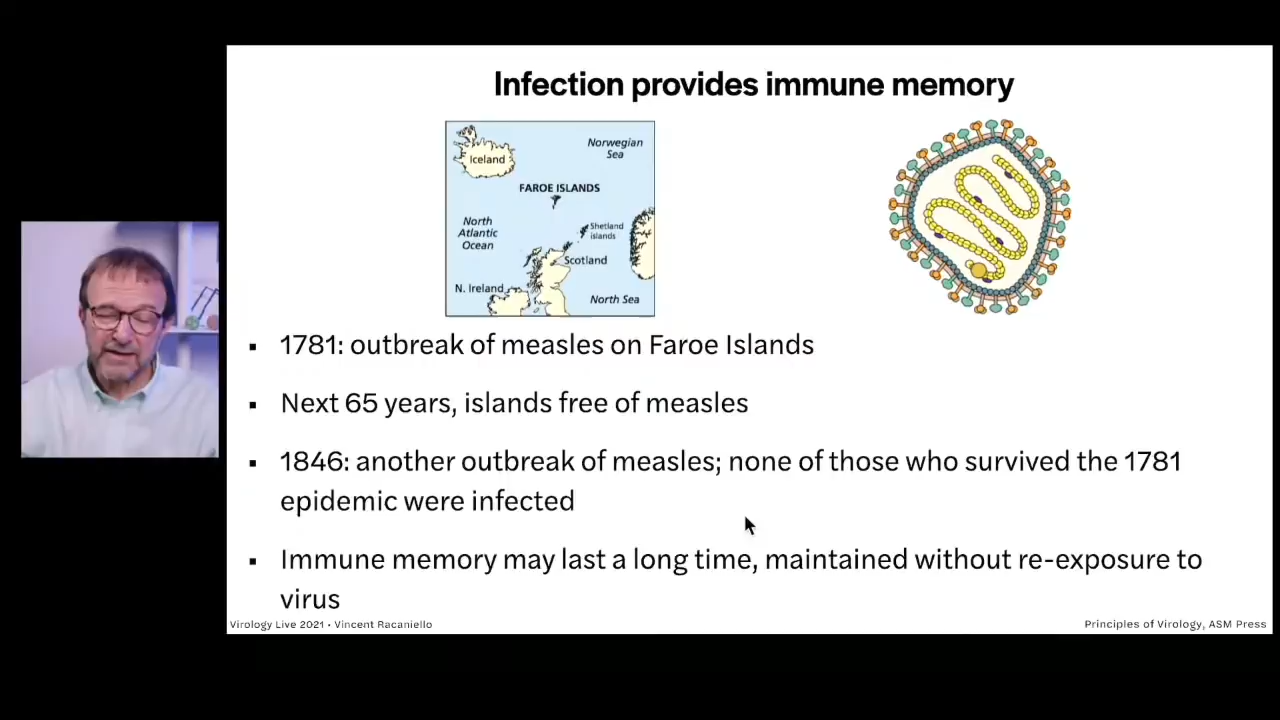 Infection provides immune memory
Iceland
Norwegian
Sea
FAROE ISLANDS
North
Atlantic
Ocean
Shetland
islands
Scotland
N. Ireland
North Sea
▪ 1781: outbreak of measles on Faroe Islands
▪ Next 65 years, islands free of measles
▪ 1846: another outbreak of measles; none of those who survived the 1781
epidemic were infected
▪ Immune memory may last a long time, maintained without re-exposure to
virus
Virology Live 2021 • Vincent Racaniello
Principles of Virology, ASM Press